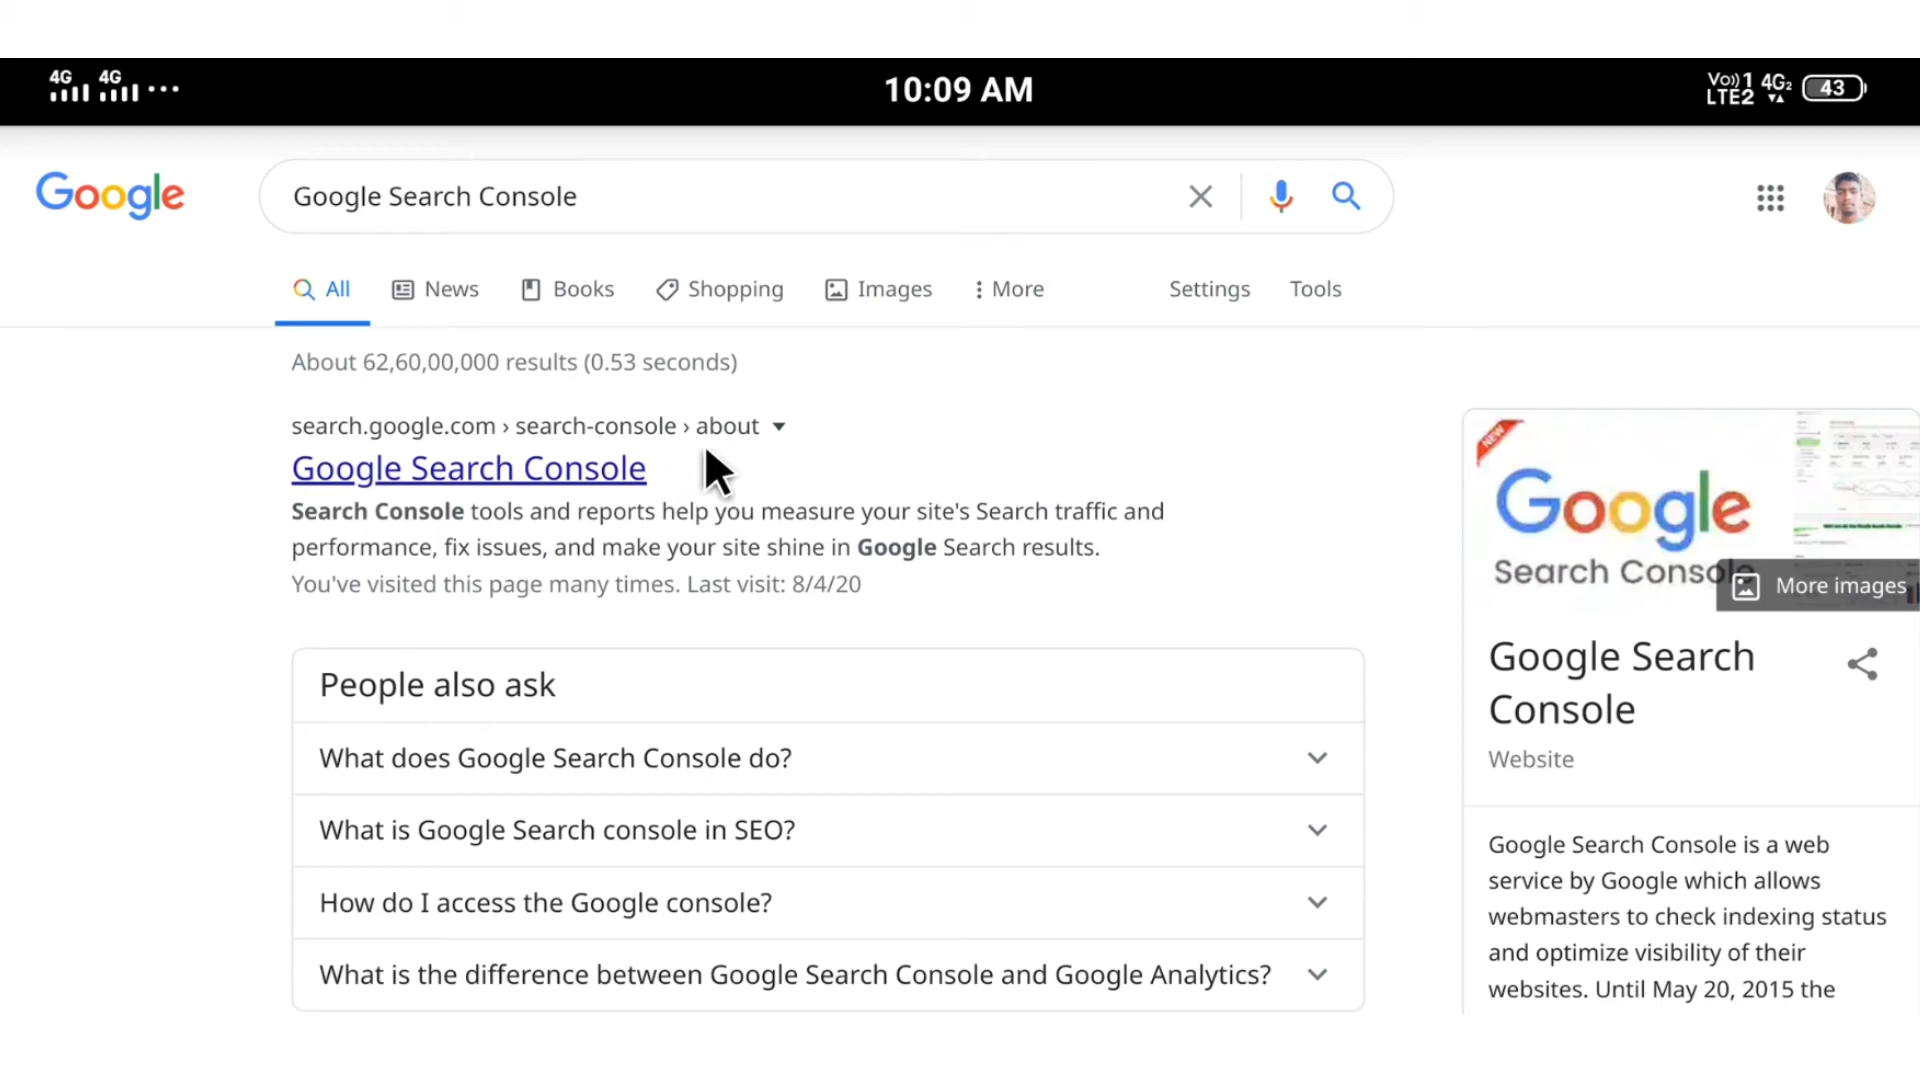 4G 4G
10:09 AM
Vo)) 1 4G2
LTE2
43
Google
Google Search Console
All News Books Shopping Images More Settings Tools
About 62,60,00,000 results (0.53 seconds)
search.google.com › search-console › about
Google Search Console
Search Console tools and reports help you measure your site's Search traffic and
performance, fix issues, and make your site shine in Google Search results.
You've visited this page many times. Last visit: 8/4/20
People also ask
What does Google Search Console do?
What is Google Search console in SEO?
How do I access the Google console?
What is the difference between Google Search Console and Google Analytics?
NEW
Google
Search Console
More images
Google Search
Console
Website
Google Search Console is a web
service by Google which allows
webmasters to check indexing status
and optimize visibility of their
websites. Until May 20, 2015 the